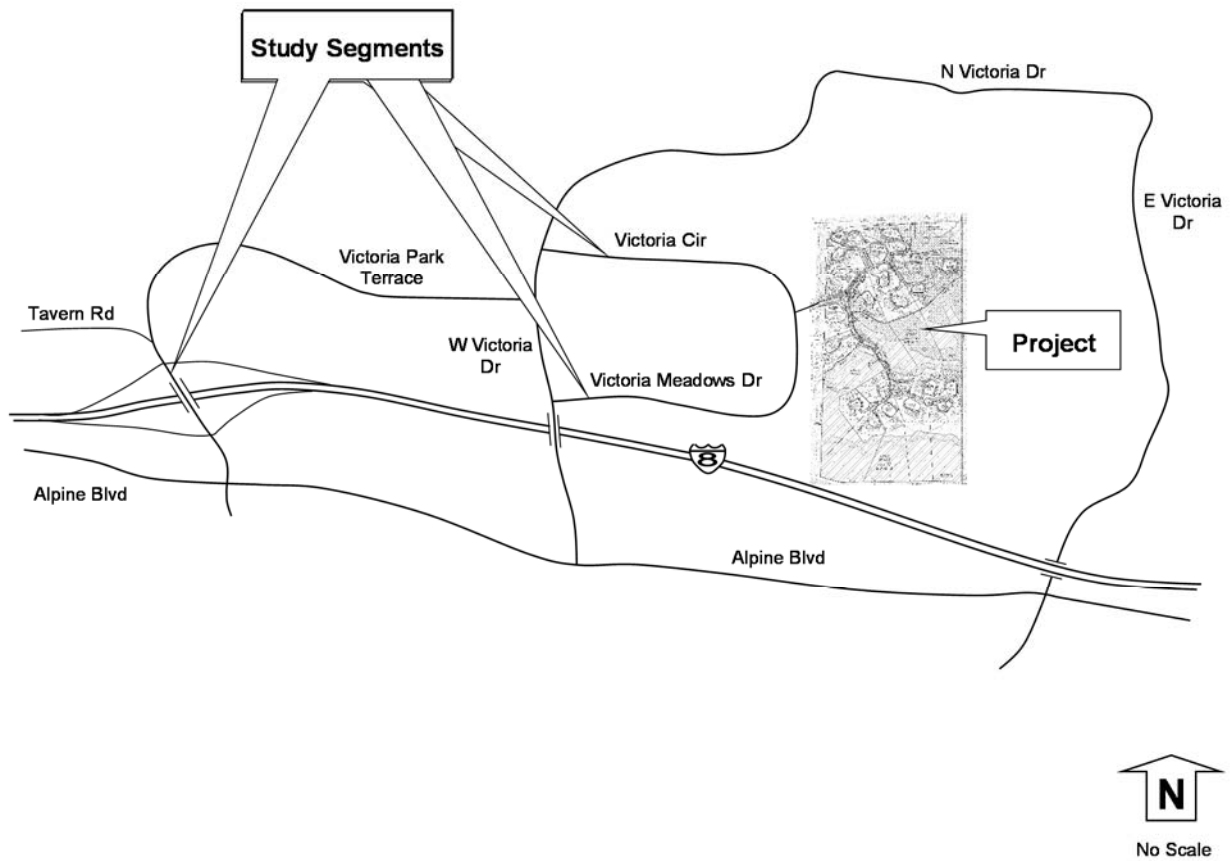 Study Segments
N Victoria Dr
E Victoria
Dr
Victoria Cir
Victoria Park
Terrace
Tavern Rd
W Victoria
Dr
Project
Victoria Meadows Dr
8
Alpine Blvd
Alpine Blvd
N
No Scale